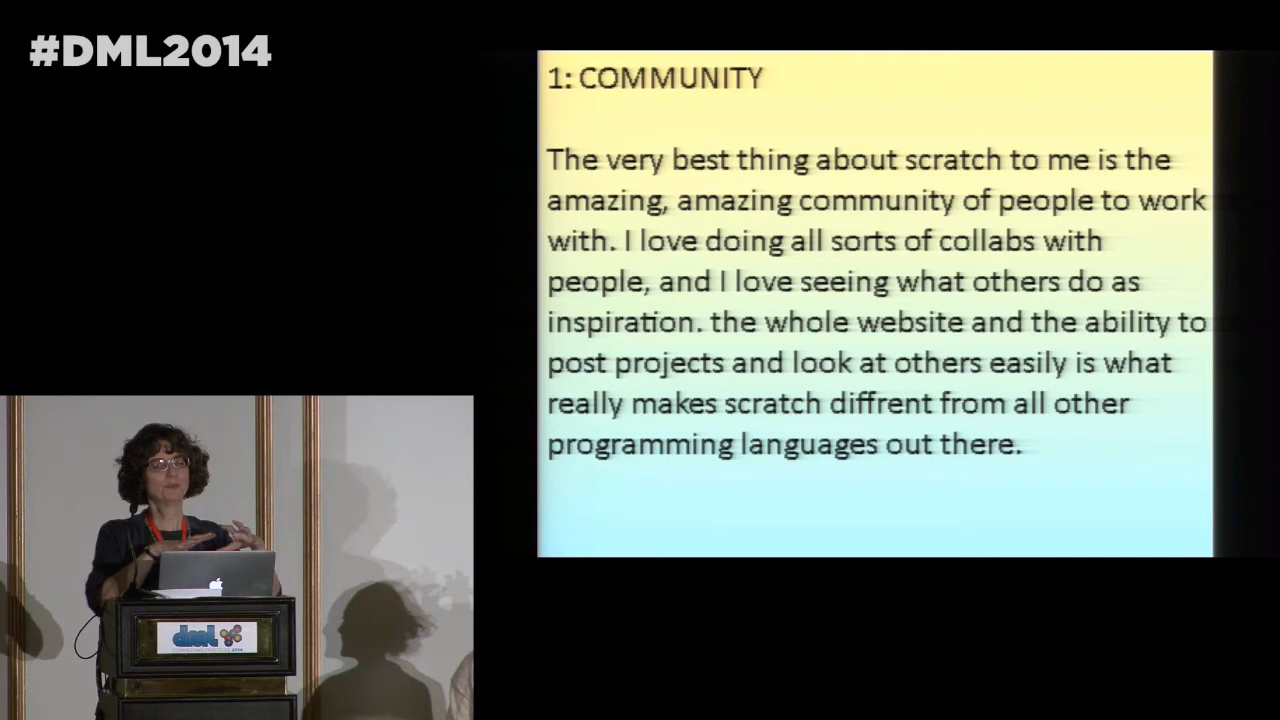 #DML2014
1: COMMUNITY
The very best thing about scratch to me is the
amazing, amazing community of people to work
with. I love doing all sorts of collabs with
people, and I love seeing what others do as
inspiration. the whole website and the ability to
post projects and look at others easily is what
really makes scratch diffrent from all other
programming languages out there.
dml
CONNECTING PRACTICES 2014